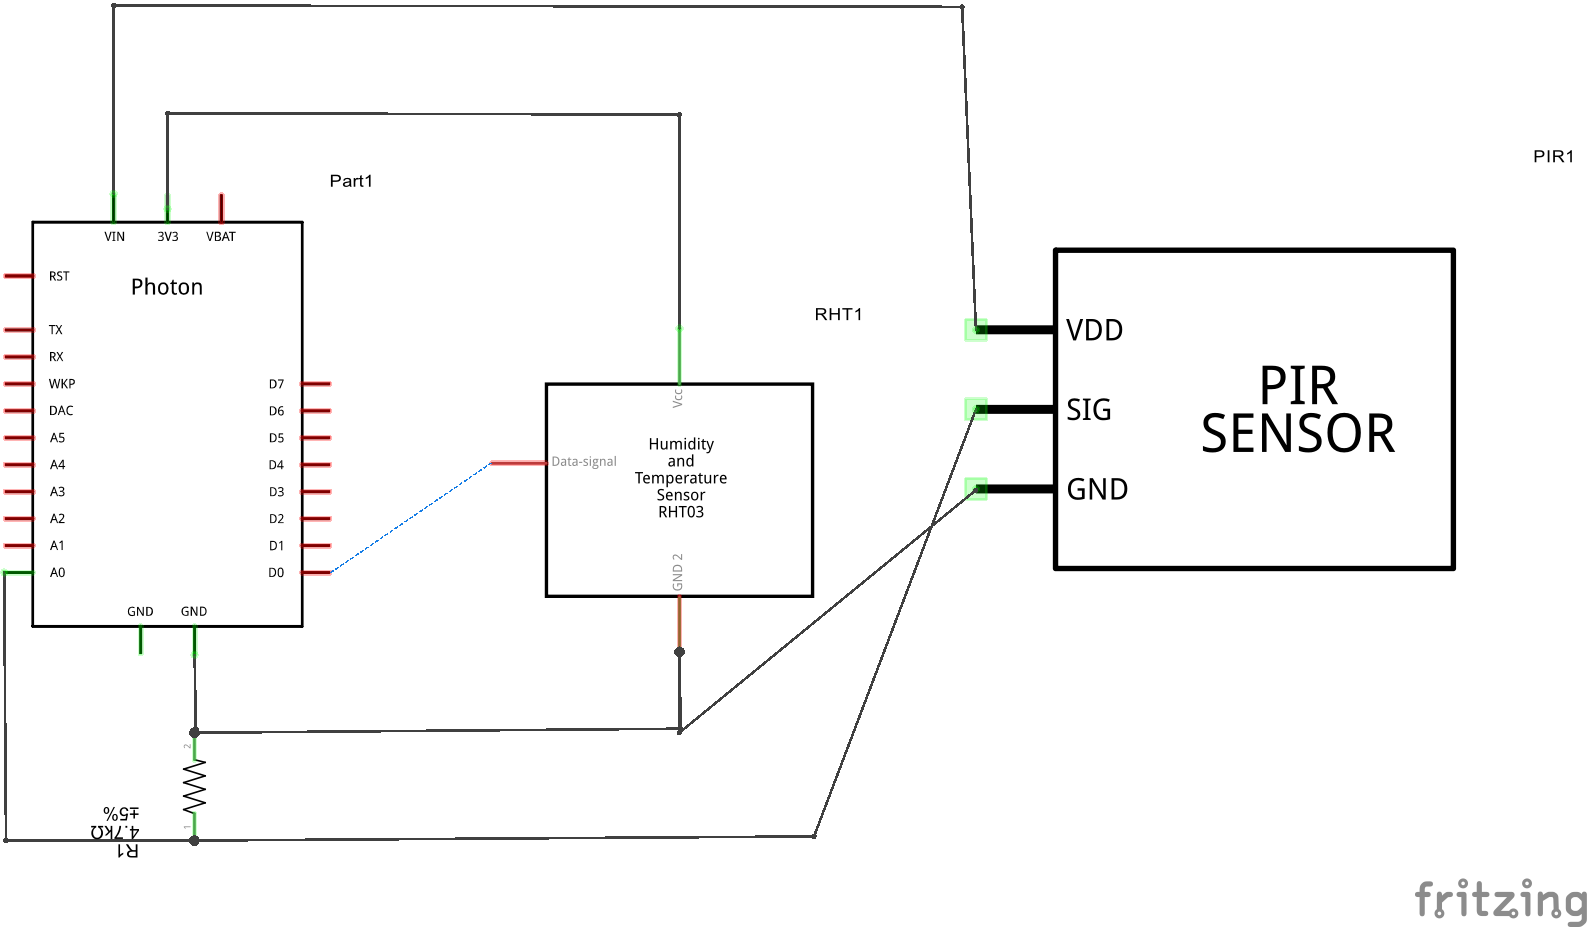 PIR1
Part1
VIN
3V3
VBAT
RST
Photon
TX
RX
WKP
DAC
A5
A4
A3
A2
A1
A0
D7
D6
D5
D4
D3
D2
D1
D0
GND
GND
RHT1
Vcc
Data-signal
Humidity
and
Temperature
Sensor
RHT03
GND 2
VDD
SIG
GND
PIR
SENSOR
2
1
R1
4.7kΩ
±5%
fritzing